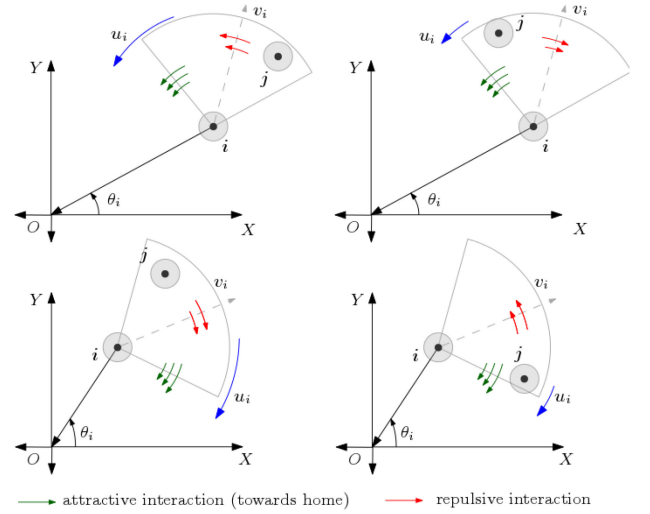 u_i v_i
Y j
i
θ_i
O X
u_i v_i
j
Y
i
θ_i
O X
j
Y v_i
i
u_i
θ_i
O X
Y v_i
i j
u_i
θ_i
O X
attractive interaction (towards home) repulsive interaction